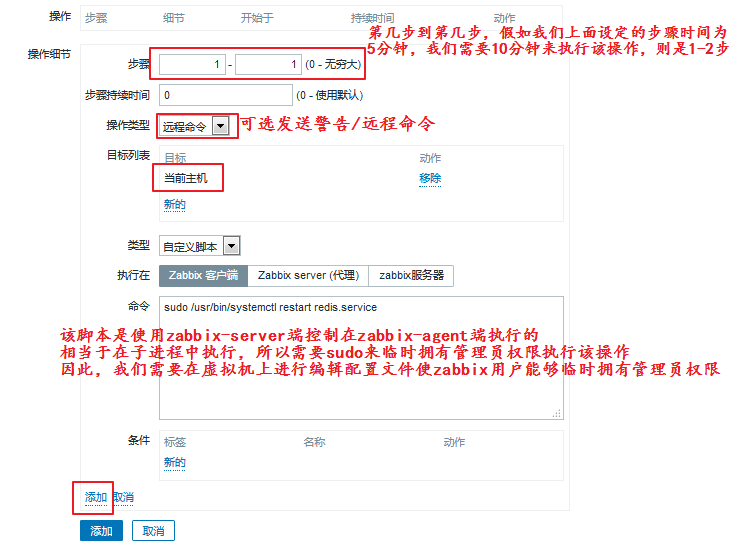 操作 步骤 细节 开始于 持续时间 动作
第几步到第几步，假如我们上面设定的步骤时间为
5分钟，我们需要10分钟来执行该操作，则是1-2步
操作细节
步骤 1 - 1 (0 - 无穷大)
步骤持续时间 0 (0 - 使用默认)
操作类型 远程命令 可选发送警告/远程命令
目标列表 目标 动作
当前主机 移除
新的
类型 自定义脚本
执行在 Zabbix 客户端 Zabbix server (代理) zabbix服务器
命令 sudo /usr/bin/systemctl restart redis.service
该脚本是使用zabbix-server端控制在zabbix-agent端执行的
相当于在子进程中执行，所以需要sudo来临时拥有管理员权限执行该操作
因此，我们需要在虚拟机上进行编辑配置文件使zabbix用户能够临时拥有管理员权限
条件 标签 名称 动作
新的
添加 取消
添加 取消